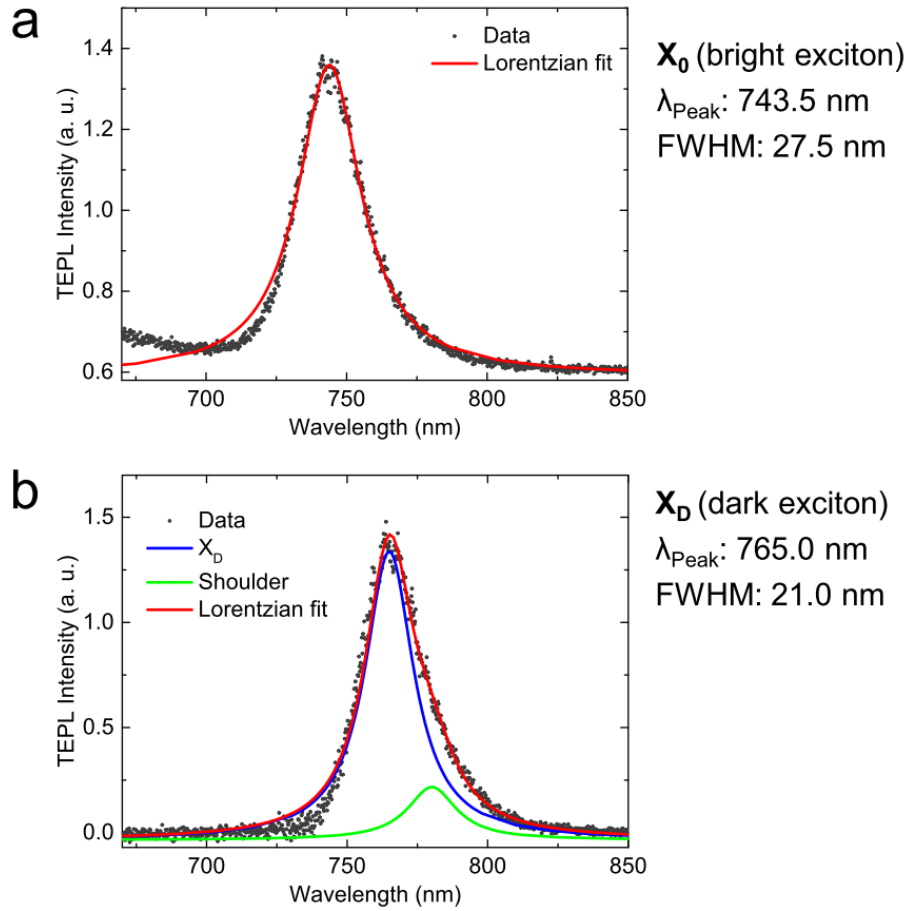 a
Data
Lorentzian fit
X₀ (bright exciton)
λPeak: 743.5 nm
FWHM: 27.5 nm
TEPL Intensity (a. u.)
1.4
1.2
1.0
0.8
0.6
700
750
800
850
Wavelength (nm)
b
Data
X_D
Shoulder
Lorentzian fit
X_D (dark exciton)
λPeak: 765.0 nm
FWHM: 21.0 nm
TEPL Intensity (a. u.)
1.5
1.0
0.5
0.0
700
750
800
850
Wavelength (nm)